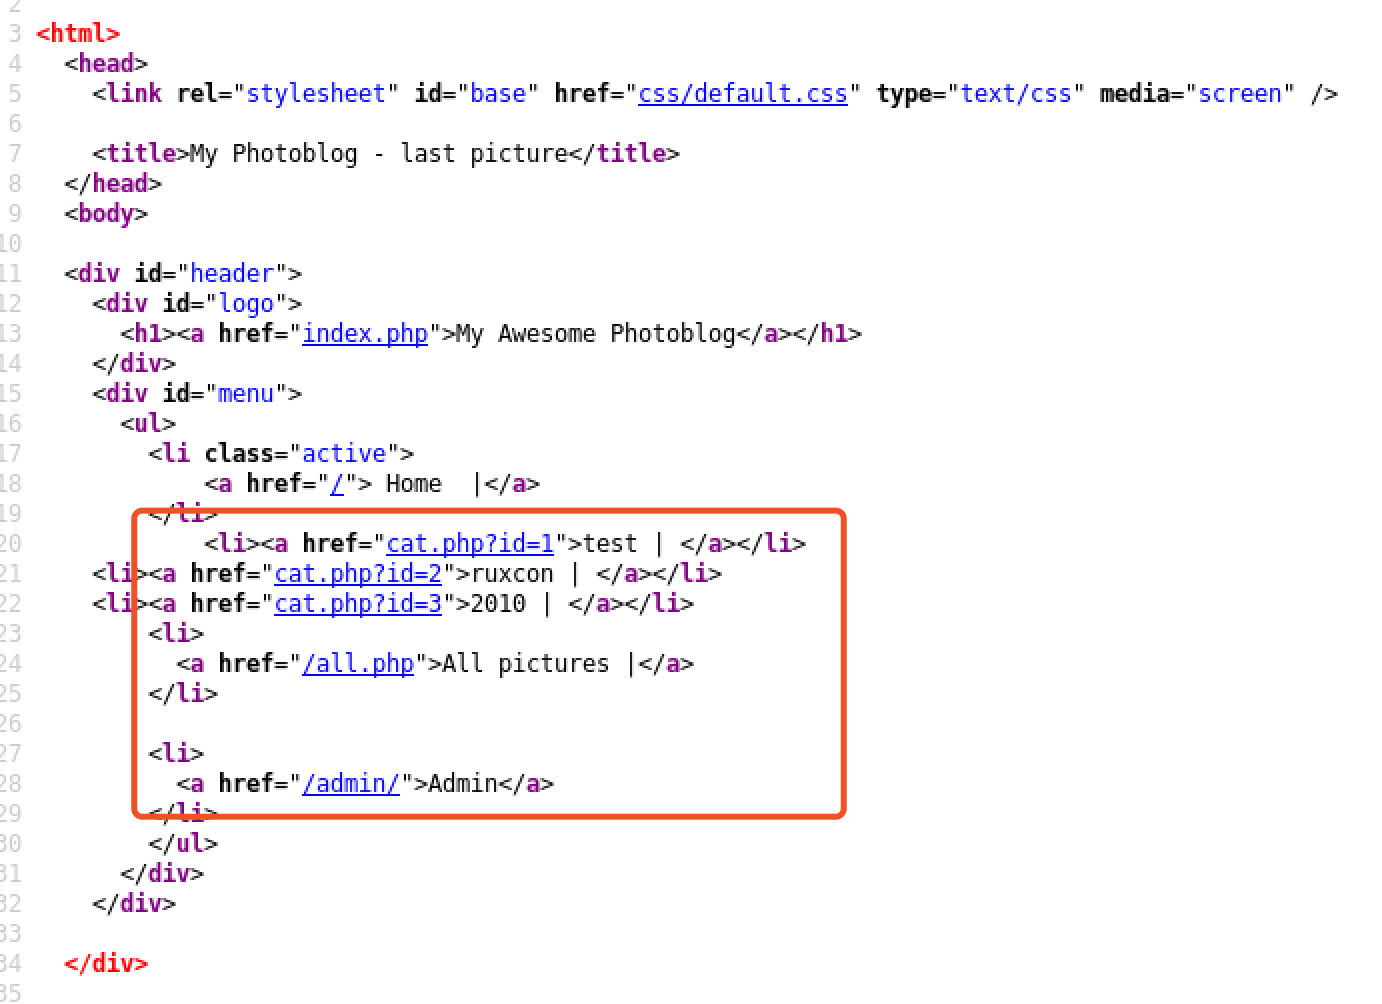 2
3 <html>
4   <head>
5     <link rel="stylesheet" id="base" href="css/default.css" type="text/css" media="screen" />
6
7     <title>My Photoblog - last picture</title>
8   </head>
9   <body>
10
11   <div id="header">
12     <div id="logo">
13       <h1><a href="index.php">My Awesome Photoblog</a></h1>
14     </div>
15     <div id="menu">
16       <ul>
17         <li class="active">
18             <a href="/"> Home  |</a>
19         </li>
20             <li><a href="cat.php?id=1">test | </a></li>
21     <li><a href="cat.php?id=2">ruxcon | </a></li>
22     <li><a href="cat.php?id=3">2010 | </a></li>
23         <li>
24           <a href="/all.php">All pictures |</a>
25         </li>
26
27         <li>
28           <a href="/admin/">Admin</a>
29         </li>
30         </ul>
31       </div>
32     </div>
33
34   </div>
35